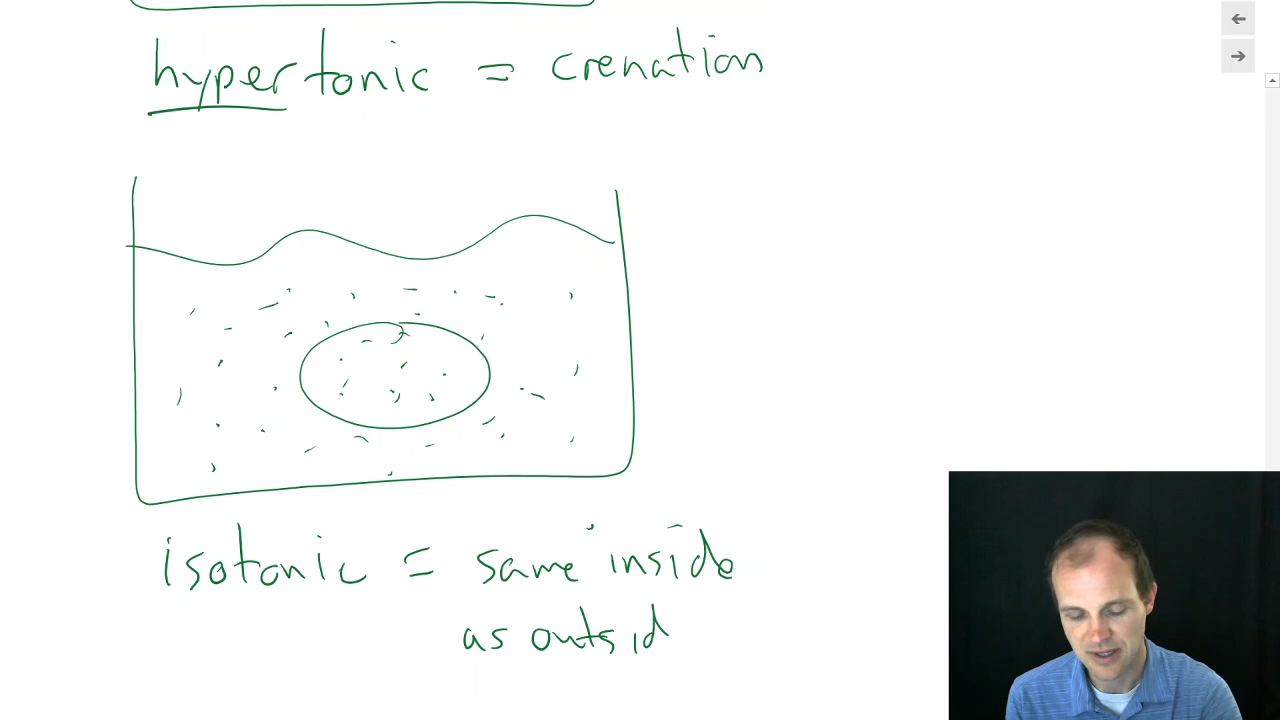 hypertonic = crenation
isotonic = same inside
as outsid